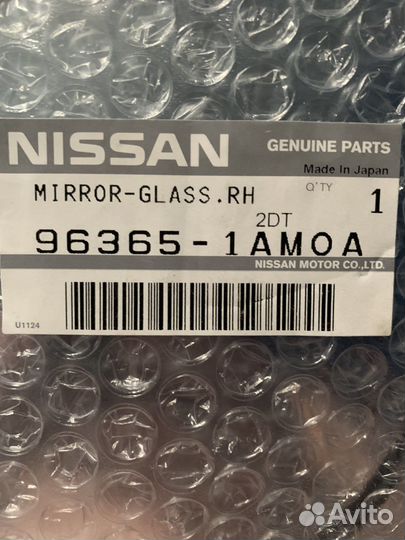 NISSAN
GENUINE PARTS
Made In Japan
MIRROR-GLASS.RH
Q'TY
1
2DT
96365-1AM0A
NISSAN MOTOR CO.,LTD.
U1124
Avito